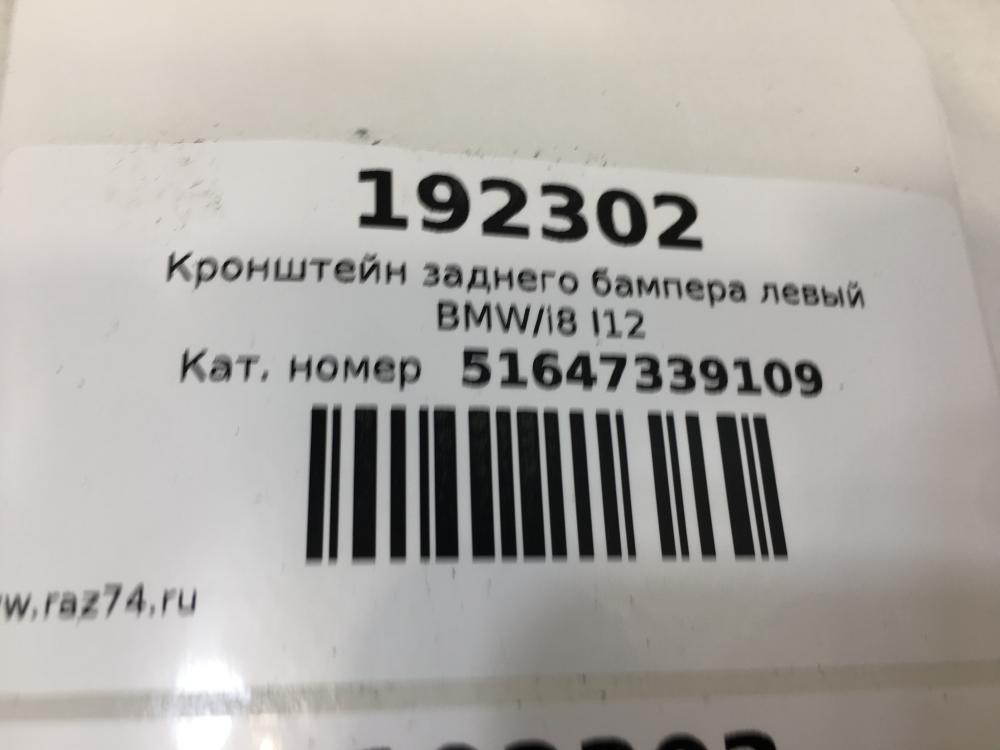 192302
Кронштейн заднего бампера левый
BMW/i8 I12
Кат. номер 51647339109
w.raz74.ru